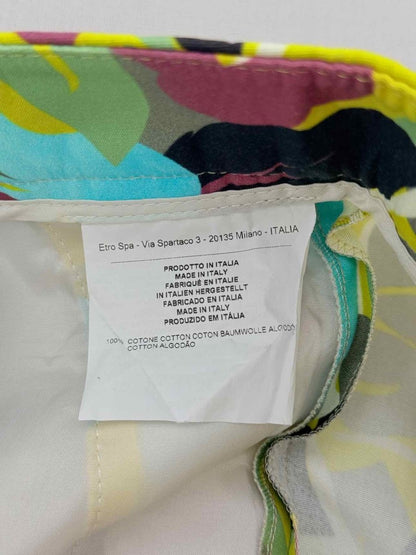 Etro Spa - Via Spartaco 3 - 20135 Milano - ITALIA
PRODOTTO IN ITALIA
MADE IN ITALY
FABRIQUÉ EN ITALIE
IN ITALIEN HERGESTELLT
FABRICADO EN ITALIA
MADE IN ITALY
PRODUZIDO EM ITÁLIA
100% COTONE COTTON COTON BAUMWOLLE ALGODO
COTTON ALGODÃO